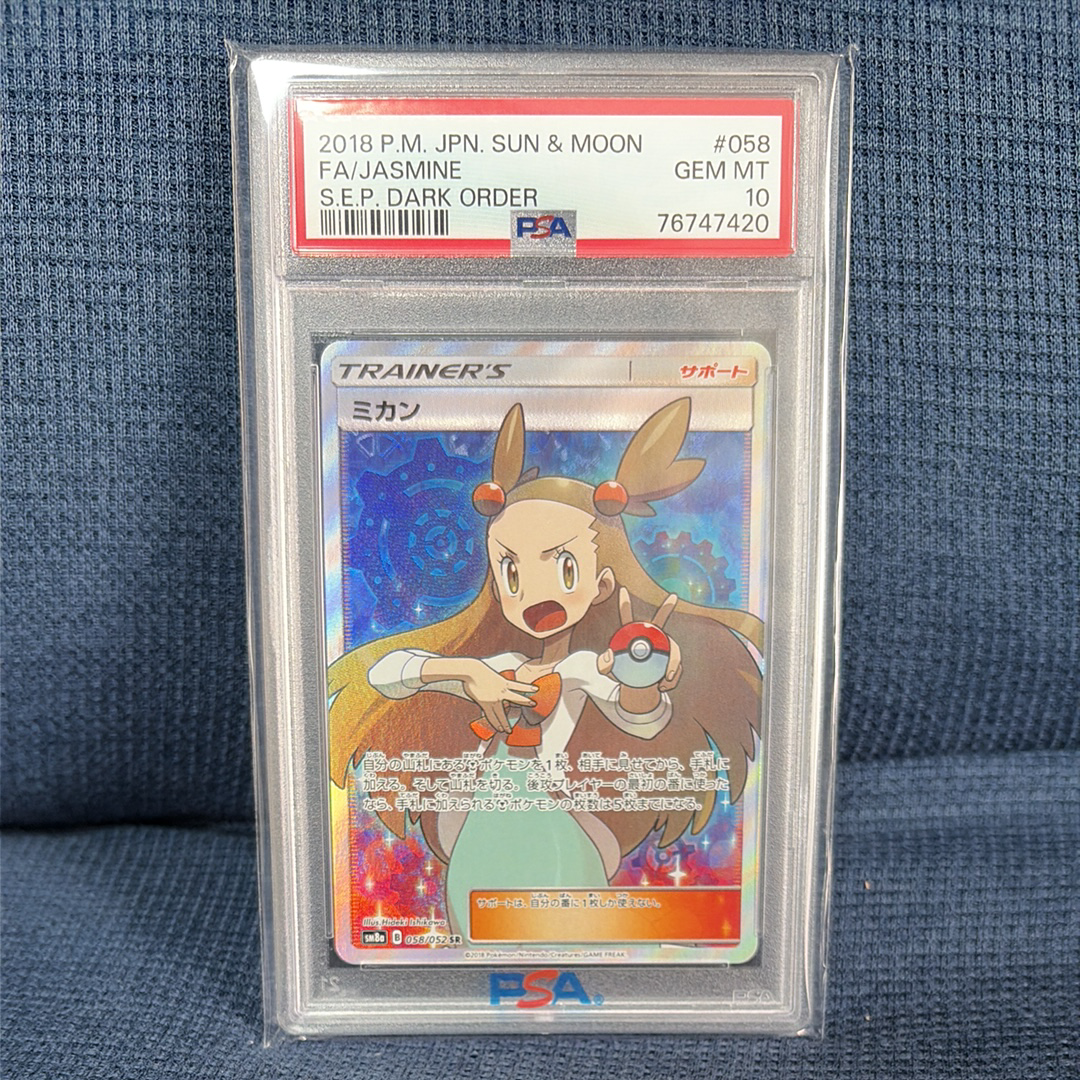 2018 P.M. JPN. SUN & MOON #058
FA/JASMINE GEM MT
S.E.P. DARK ORDER 10
PSA 76747420
TRAINER'S サポート
ミカン
自分の山札にあるポケモンを1枚、相手に見せてから、手札に
加える。そして山札を切る。後攻プレイヤーの最初の番に使った
なら、手札に加えられるポケモンの枚数は5枚までになる。
サポートは、自分の番に1枚しか使えない。
Illus. Hideki Ishikawa
SM8a B 058/052 SR
©2018 Pokémon/Nintendo/Creatures/GAME FREAK
PSA